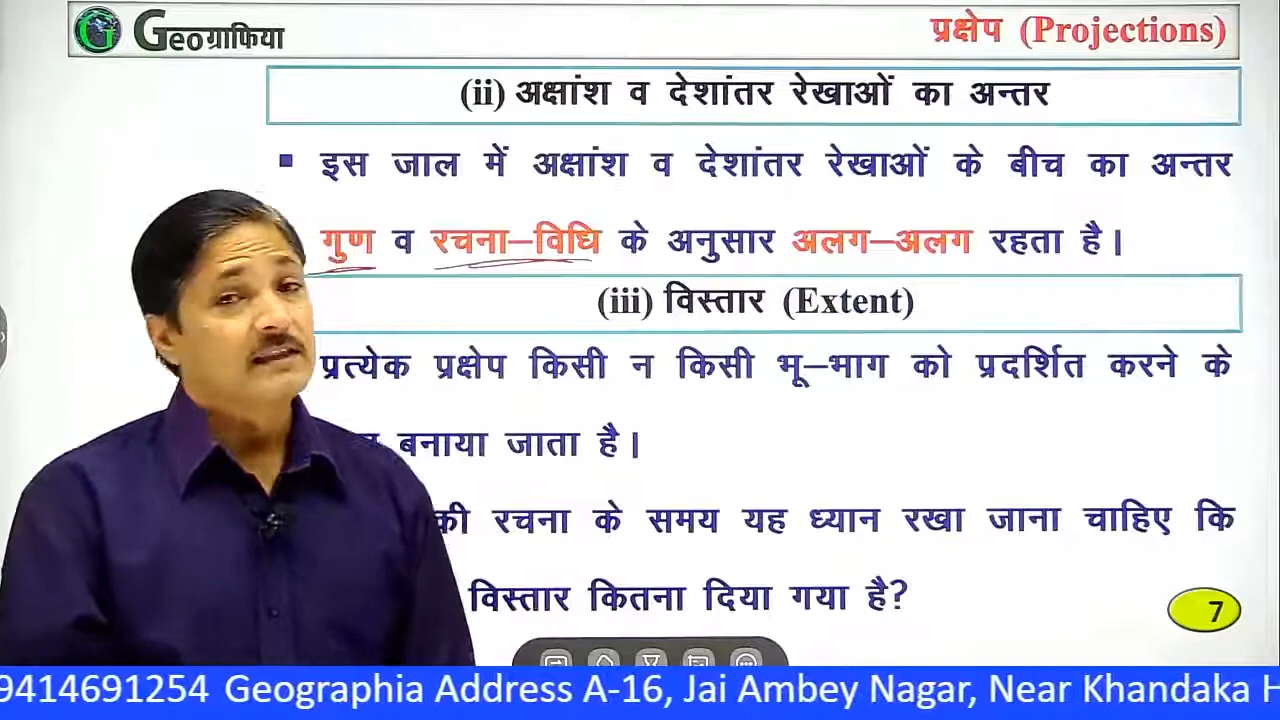 Geoग्राफिया
प्रक्षेप (Projections)
(ii) अक्षांश व देशांतर रेखाओं का अन्तर
▪ इस जाल में अक्षांश व देशांतर रेखाओं के बीच का अन्तर
गुण व रचना–विधि के अनुसार अलग–अलग रहता है।
(iii) विस्तार (Extent)
प्रत्येक प्रक्षेप किसी न किसी भू–भाग को प्रदर्शित करने के
बनाया जाता है।
की रचना के समय यह ध्यान रखा जाना चाहिए कि
विस्तार कितना दिया गया है?
7
9414691254 Geographia Address A-16, Jai Ambey Nagar, Near Khandaka H